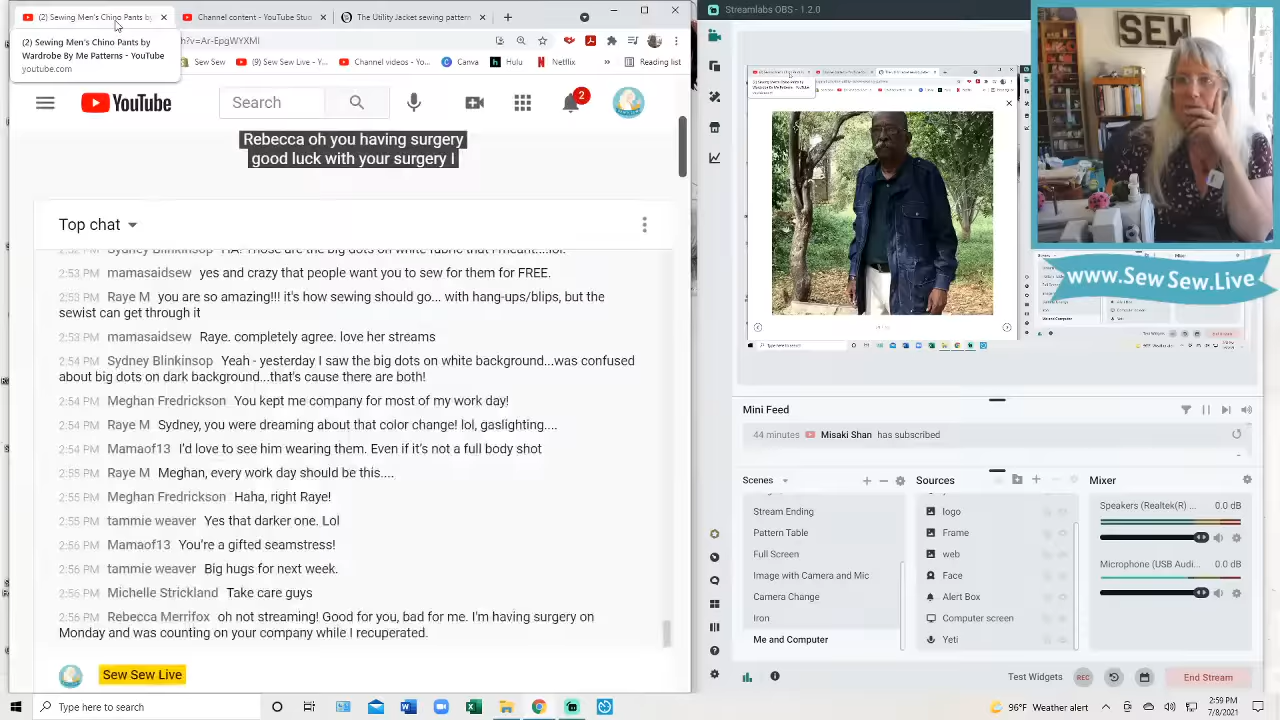 (2) Sewing Men's Chino Pants by
Channel content - YouTube Studio
The Utility Jacket sewing pattern
(2) Sewing Men's Chino Pants by
Wardrobe By Me Patterns - YouTube
youtube.com
h?v=Ar-EpgWYXMI
Sew Sew
(9) Sew Sew Live - Y...
Channel videos - Yo...
Canva
Hulu
Netflix
»
Reading list
YouTube
Search
2
Rebecca oh you having surgery
good luck with your surgery I
Top chat
2:53 PM mamasaidsew yes and crazy that people want you to sew for them for FREE.
2:53 PM Raye M you are so amazing!!! it's how sewing should go... with hang-ups/blips, but the
sewist can get through it
2:53 PM mamasaidsew Raye. completely agree. love her streams
2:54 PM Sydney Blinkinsop Yeah - yesterday I saw the big dots on white background...was confused
about big dots on dark background...that's cause there are both!
2:54 PM Meghan Fredrickson You kept me company for most of my work day!
2:54 PM Raye M Sydney, you were dreaming about that color change! lol, gaslighting....
2:54 PM Mamaof13 I'd love to see him wearing them. Even if it's not a full body shot
2:55 PM Raye M Meghan, every work day should be this....
2:55 PM Meghan Fredrickson Haha, right Raye!
2:55 PM tammie weaver Yes that darker one. Lol
2:56 PM Mamaof13 You're a gifted seamstress!
2:56 PM tammie weaver Big hugs for next week.
2:56 PM Michelle Strickland Take care guys
2:56 PM Rebecca Merrifox oh not streaming! Good for you, bad for me. I'm having surgery on
Monday and was counting on your company while I recuperated.
Sew Sew Live
Type here to search
Streamlabs OBS - 1.2.0
SEW
www.SewSew.Live
Mini Feed
44 minutes Misaki Shan has subscribed
Scenes
Stream Ending
Pattern Table
Full Screen
Image with Camera and Mic
Camera Change
Iron
Me and Computer
Sources
logo
Frame
web
Face
Alert Box
Computer screen
Yeti
Mixer
Speakers (Realtek(R) ... 0.0 dB
Microphone (USB Audi... 0.0 dB
Test Widgets
REC
End Stream
96°F Weather alert
2:59 PM
7/8/2021